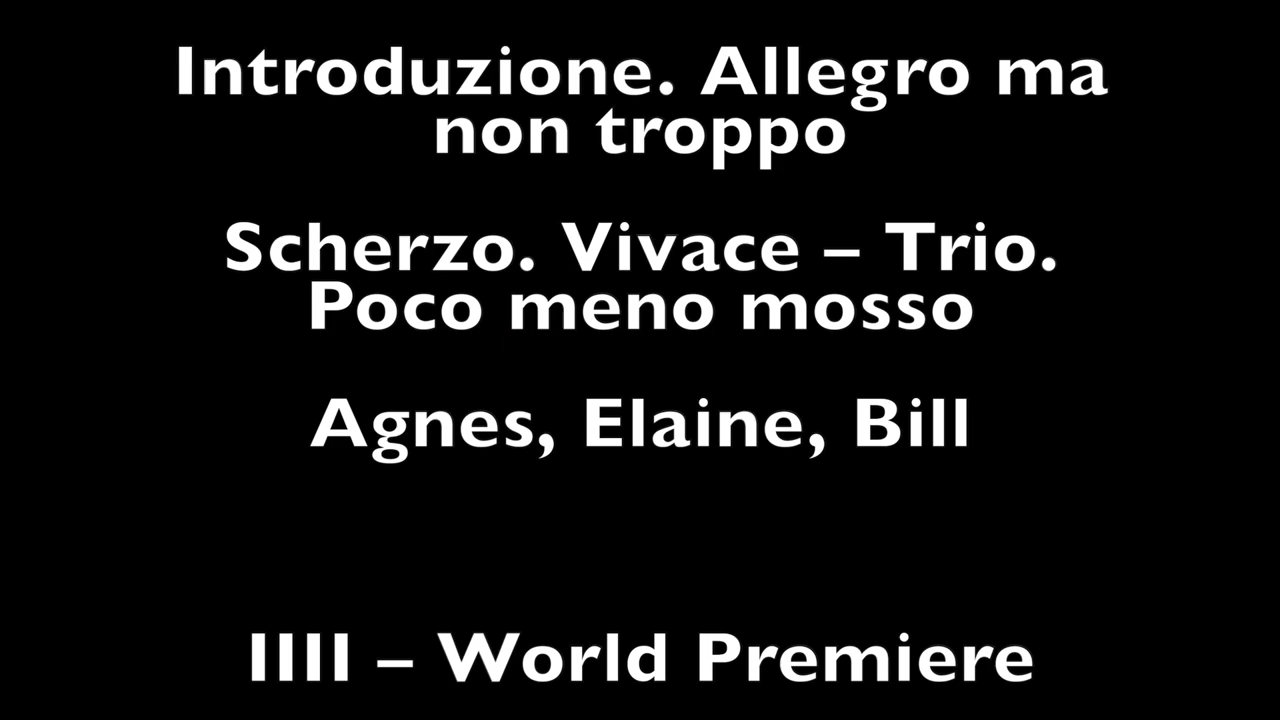 Introduzione. Allegro ma
non troppo
Scherzo. Vivace – Trio.
Poco meno mosso
Agnes, Elaine, Bill
IIII – World Premiere